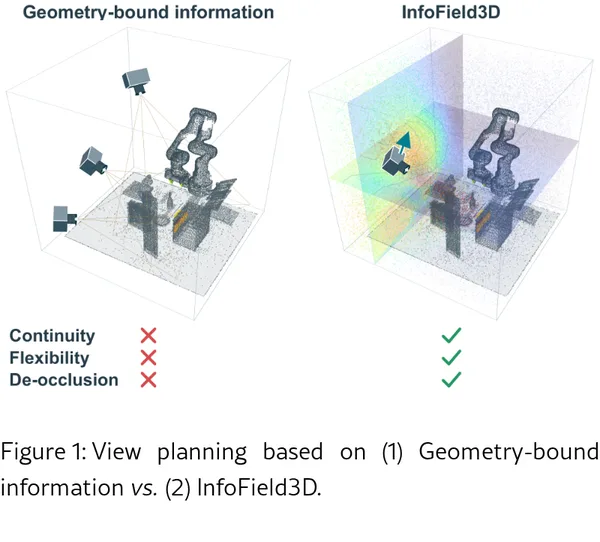 Geometry-bound information
InfoField3D
Continuity
Flexibility
De-occlusion
Figure 1: View planning based on (1) Geometry-bound
information vs. (2) InfoField3D.